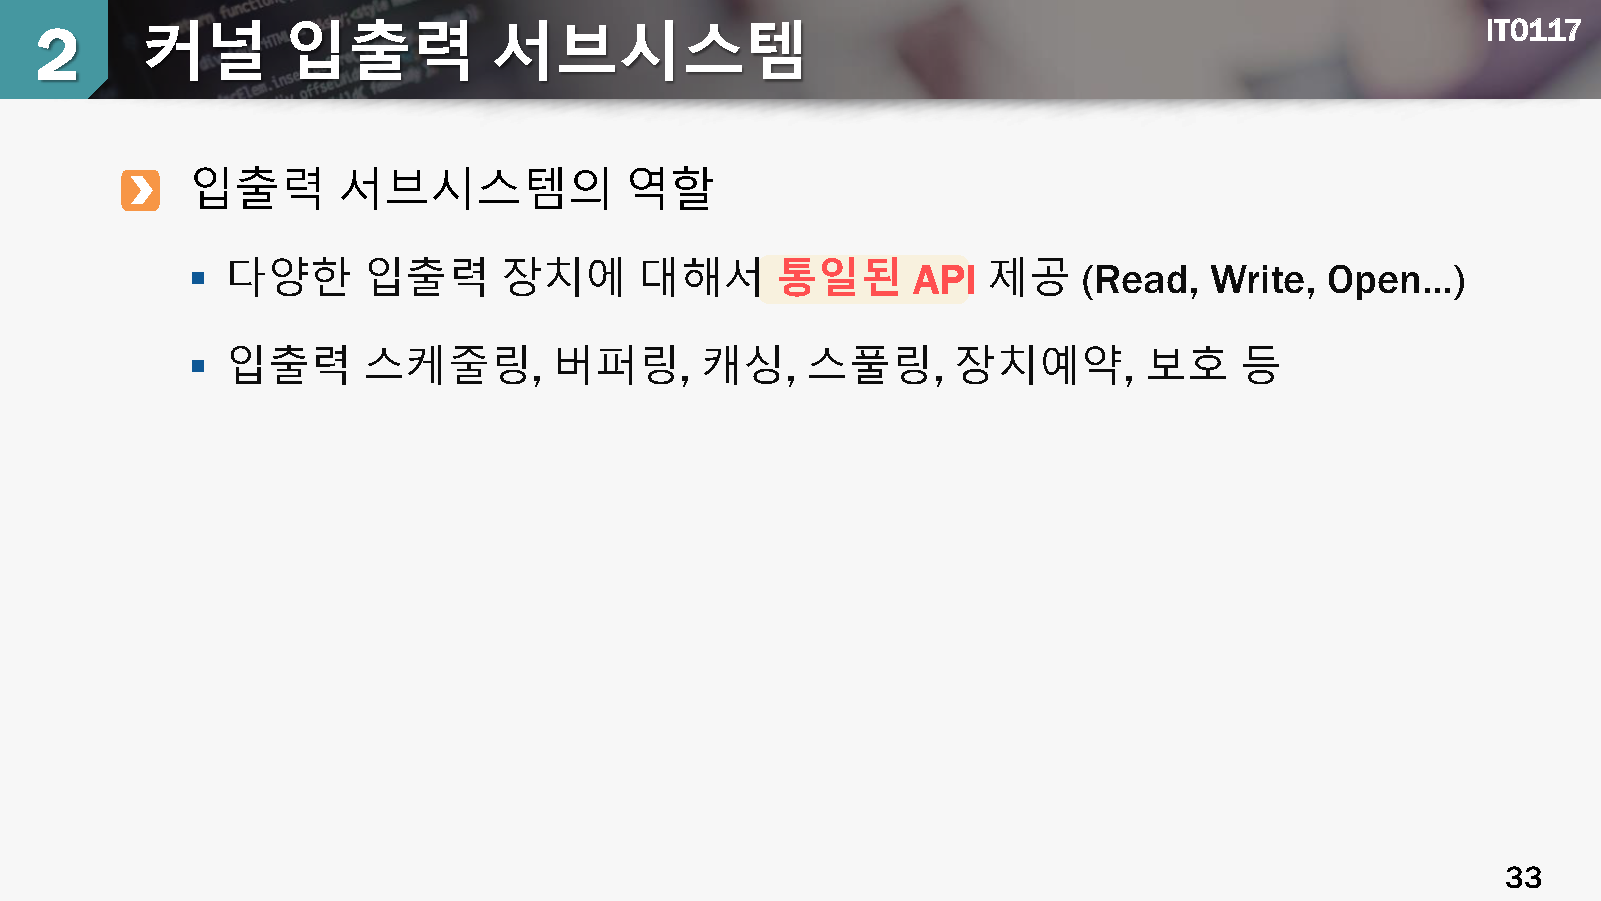 2 커널 입출력 서브시스템
IT0117
입출력 서브시스템의 역할
다양한 입출력 장치에 대해서 통일된 API 제공 (Read, Write, Open...)
입출력 스케줄링, 버퍼링, 캐싱, 스풀링, 장치예약, 보호 등
33